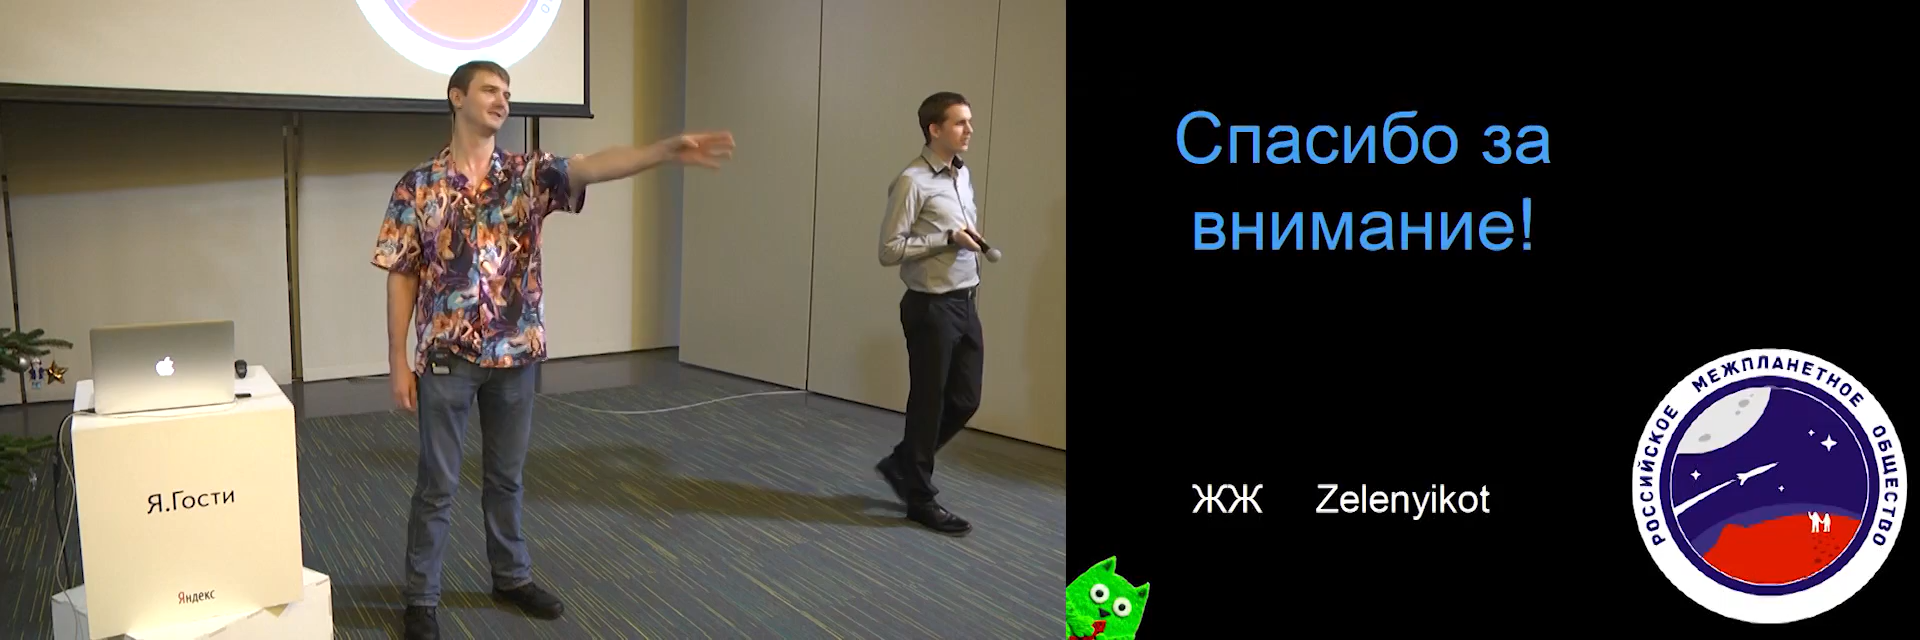 Я.Гости
Яндекс
Спасибо за
внимание!
ЖЖ Zelenyikot
РОССИЙСКОЕ МЕЖПЛАНЕТНОЕ ОБЩЕСТВО